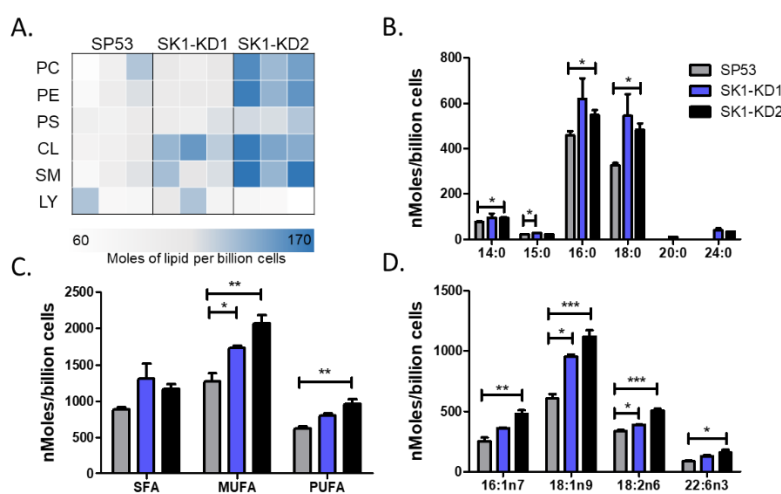 A.
SP53 SK1-KD1 SK1-KD2
PC
PE
PS
CL
SM
LY
60 170
Moles of lipid per billion cells
B.
nMoles/billion cells
800
600
400
200
0
* * * *
14:0 15:0 16:0 18:0 20:0 24:0
SP53
SK1-KD1
SK1-KD2
C.
nMoles/billion cells
2500
2000
1500
1000
500
0
** * **
SFA MUFA PUFA
D.
nMoles/billion cells
1500
1000
500
0
** *** * *** * *
16:1n7 18:1n9 18:2n6 22:6n3